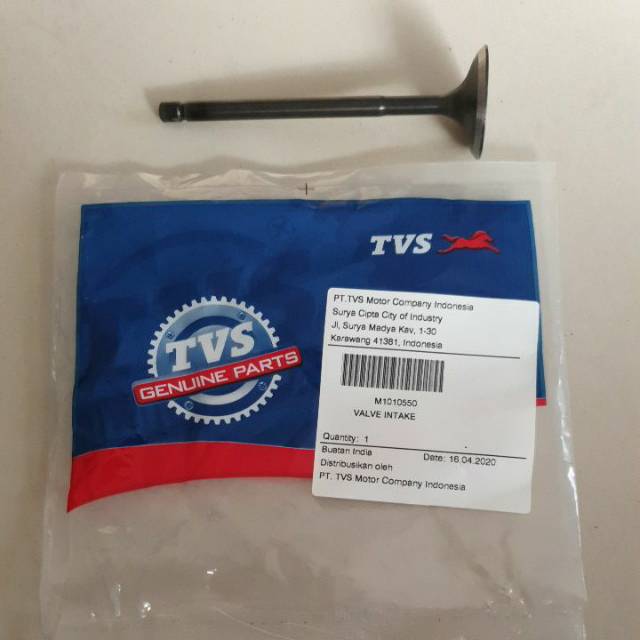 TVS
TVS
GENUINE PARTS
PT.TVS Motor Company Indonesia
Surya Cipta City of Industry
Jl, Surya Madya Kav, 1-30
Karawang 41361, Indonesia
M1010550
VALVE INTAKE
Quantity: 1
Buatan India
Date: 16.04.2020
Distribusikan oleh
PT. TVS Motor Company Indonesia